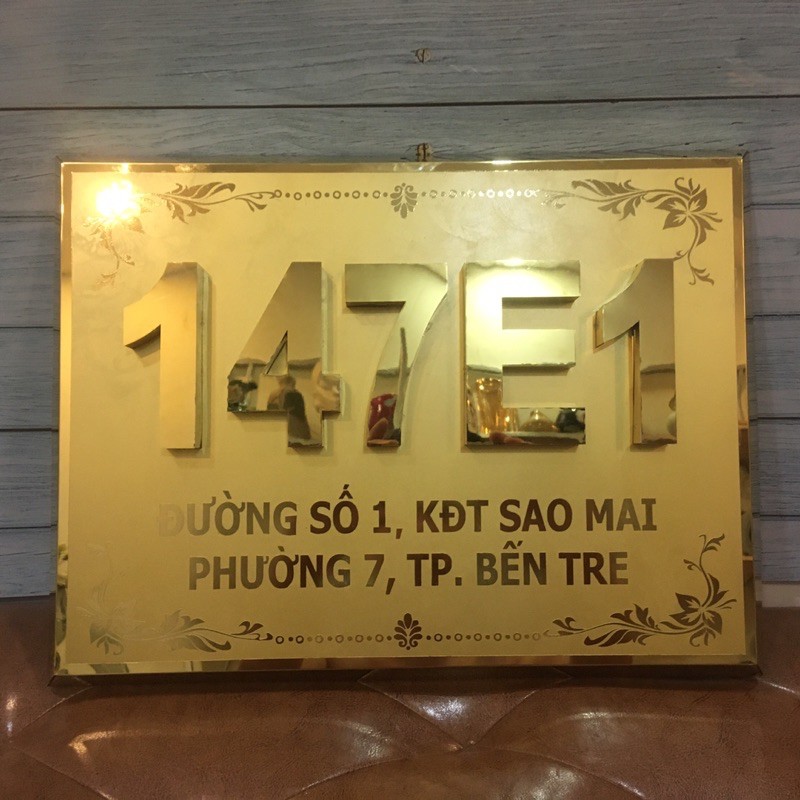 147E1
ĐƯỜNG SỐ 1, KĐT SAO MAI
PHƯỜNG 7, TP. BẾN TRE